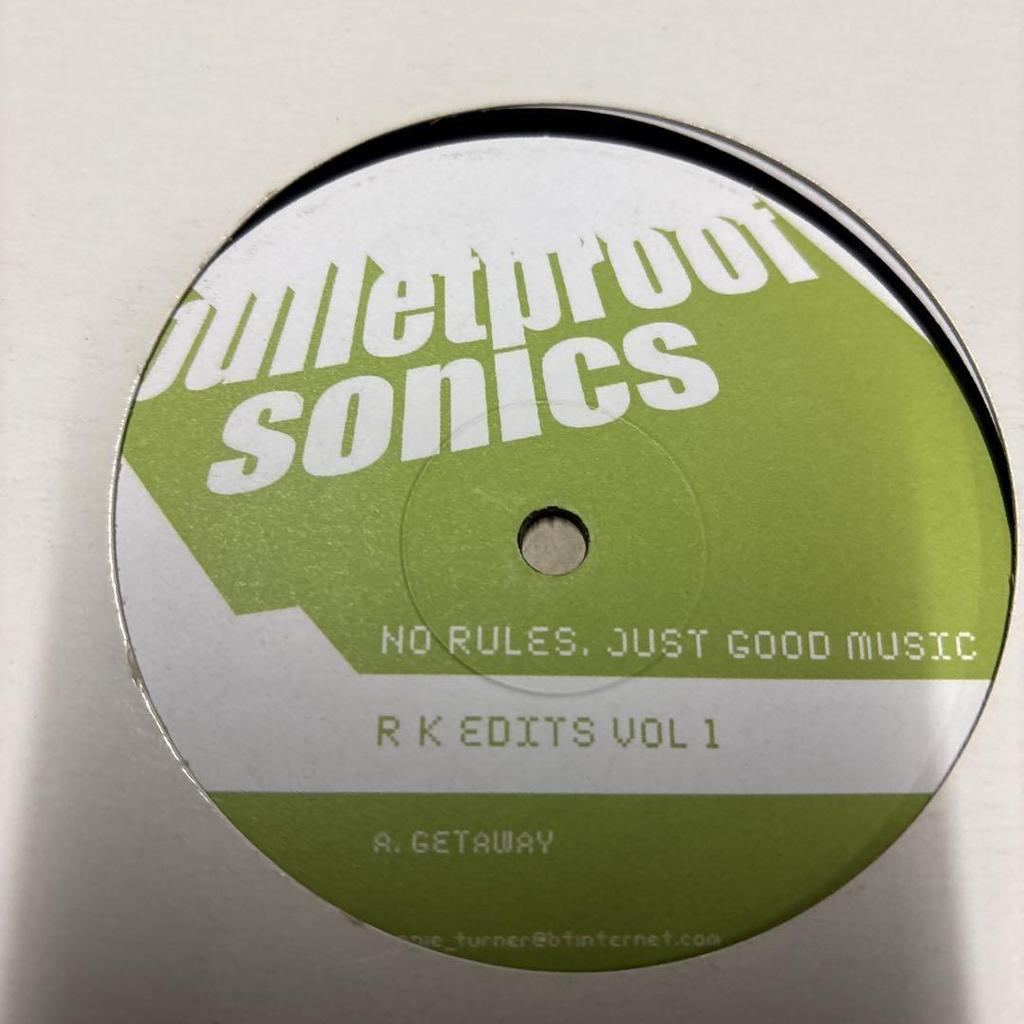 bulletproof
sonics
NO RULES. JUST GOOD MUSIC
R K EDITS VOL 1
A. GETAWAY